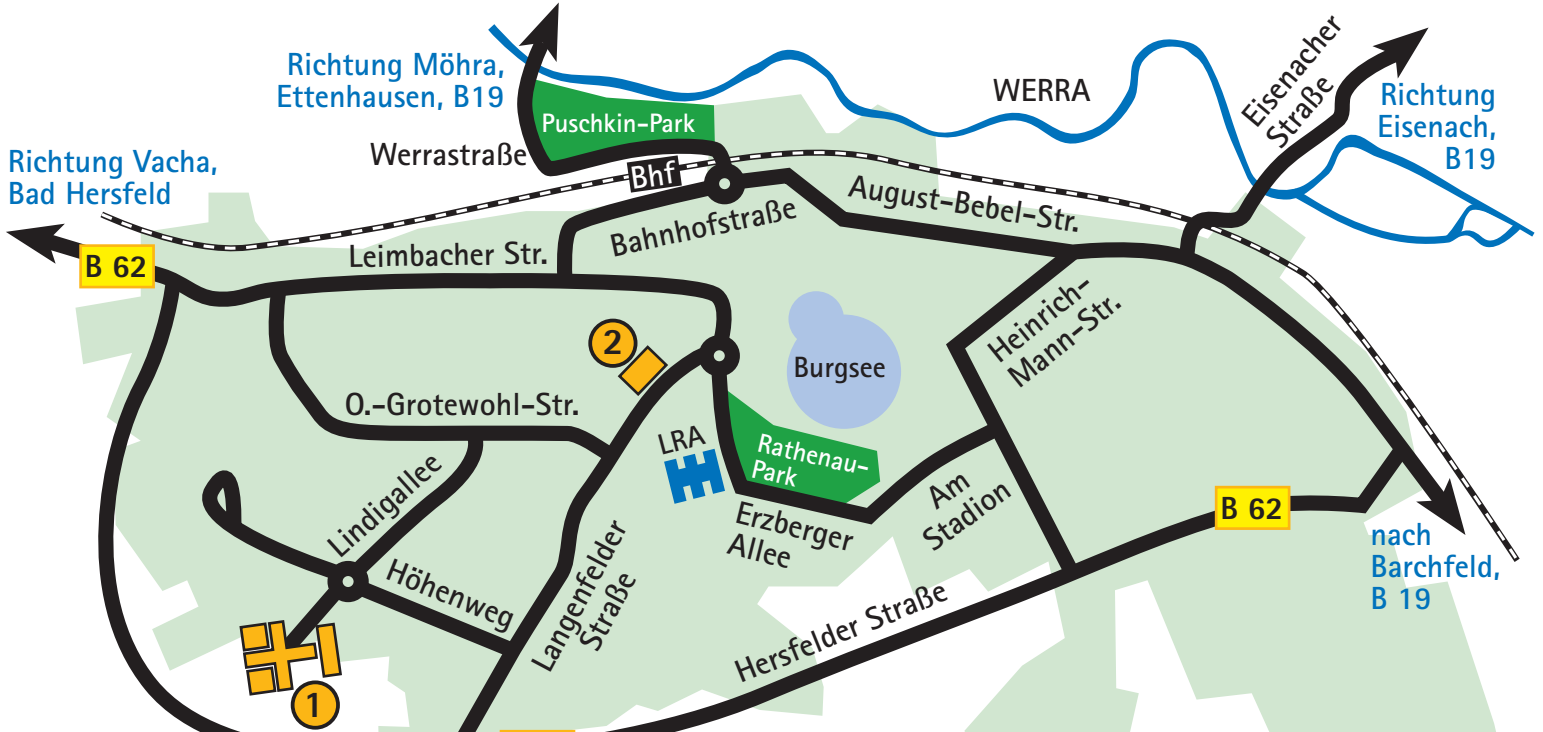 Richtung Möhra,
Ettenhausen, B19
Puschkin-Park
WERRA
Eisenacher
Straße
Richtung
Eisenach,
B19
Werrastraße
Richtung Vacha,
Bad Hersfeld
Bhf
August-Bebel-Str.
Bahnhofstraße
Leimbacher Str.
B 62
Heinrich-
Mann-Str.
2
Burgsee
O.-Grotewohl-Str.
LRA
Rathenau-
Park
Lindigallee
Am
Stadion
B 62
Erzberger
Allee
nach
Barchfeld,
B 19
Höhenweg
Langenfelder
Straße
Hersfelder Straße
1